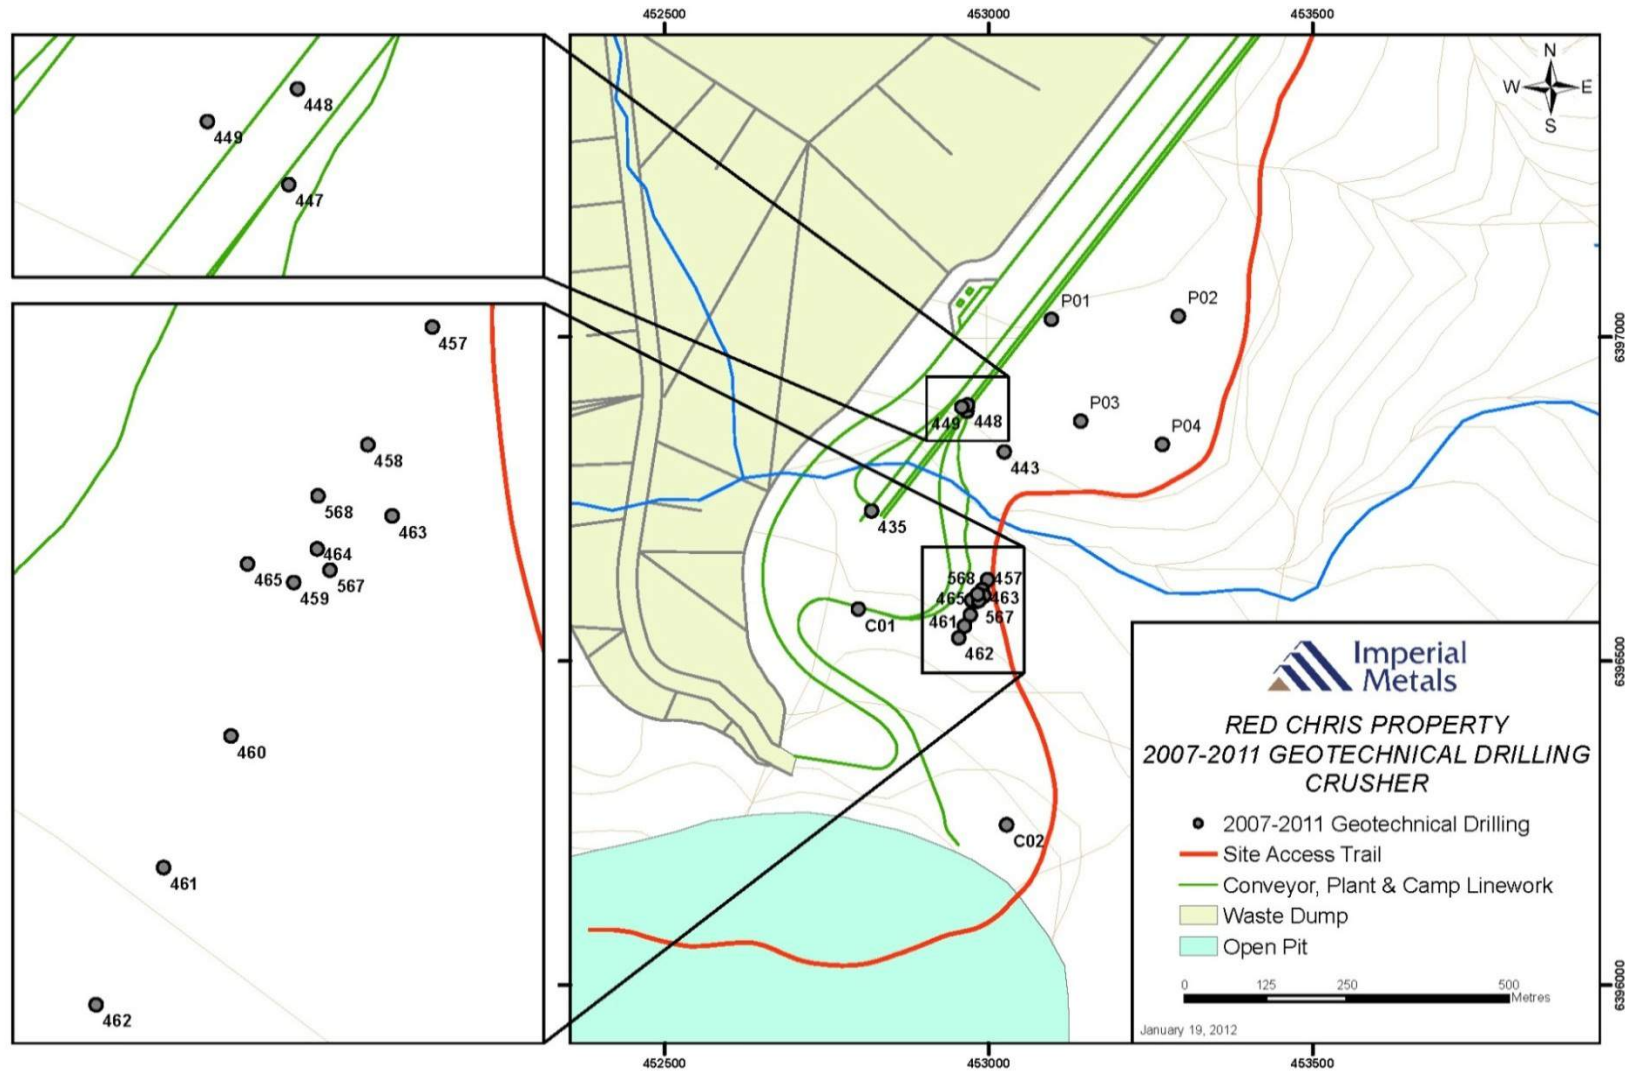 452500
453000
453500
N
W
E
S
448
449
447
457
458
568
463
464
465
567
459
460
461
462
P01
P02
P03
P04
449
448
443
435
568
457
465
463
461
567
462
C01
C02
6397000
6396500
6396000
Imperial
Metals
RED CHRIS PROPERTY
2007-2011 GEOTECHNICAL DRILLING
CRUSHER
2007-2011 Geotechnical Drilling
Site Access Trail
Conveyor, Plant & Camp Linework
Waste Dump
Open Pit
0 125 250 500
Metres
January 19, 2012
452500
453000
453500